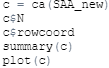 c = ca(SAA_new)
c$N
c$rowcoord
summary(c)
plot(c)